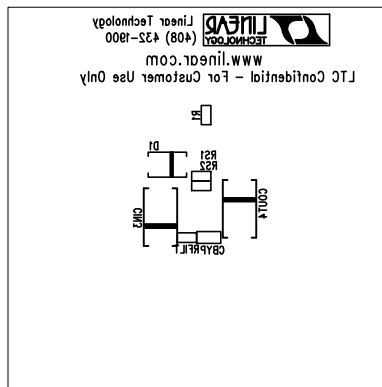 Linear Technology
(408) 432-1900
LINEAR
TECHNOLOGY
www.linear.com
LTC Confidential - For Customer Use Only
R1
D1
RS1
RS2
COUT4
CIN3
CBYP
RFIL1